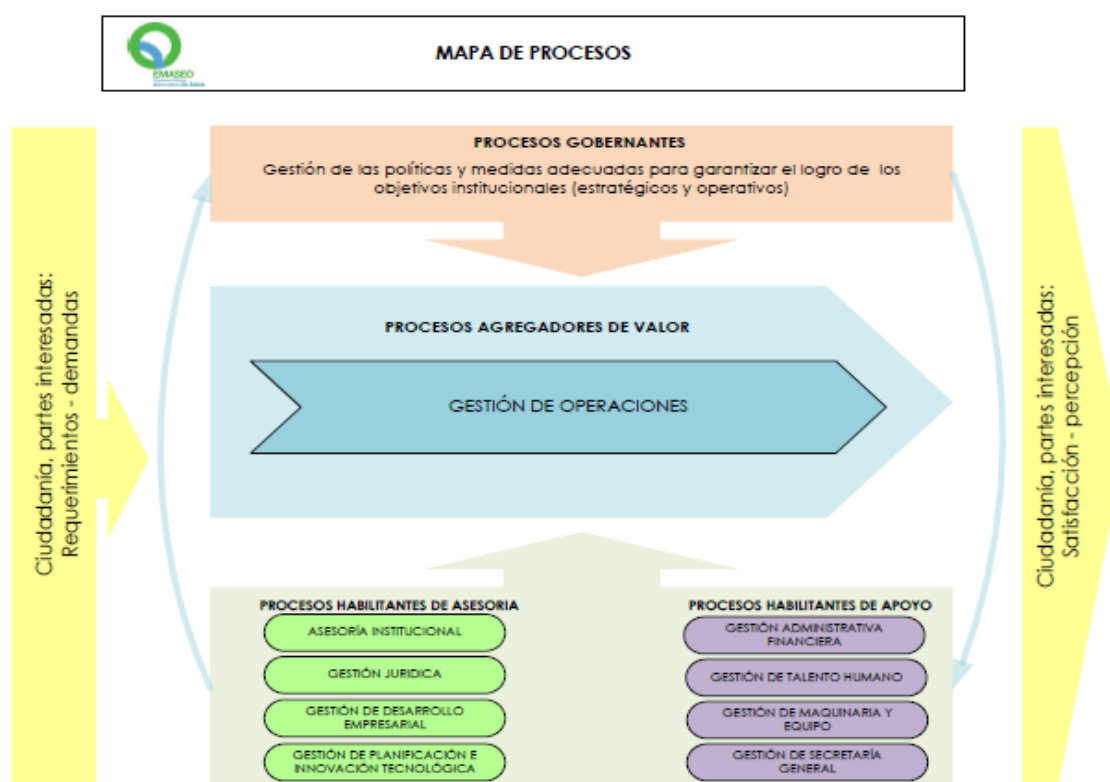 EMASEO
MAPA DE PROCESOS
Ciudadanía, partes interesadas:
Requerimientos - demandas
PROCESOS GOBERNANTES
Gestión de las políticas y medidas adecuadas para garantizar el logro de los
objetivos institucionales (estratégicos y operativos)
PROCESOS AGREGADORES DE VALOR
GESTIÓN DE OPERACIONES
PROCESOS HABILITANTES DE ASESORIA
ASESORÍA INSTITUCIONAL
GESTIÓN JURIDICA
GESTIÓN DE DESARROLLO
EMPRESARIAL
GESTIÓN DE PLANIFICACIÓN E
INNOVACIÓN TECNOLÓGICA
PROCESOS HABILITANTES DE APOYO
GESTIÓN ADMINISTRATIVA
FINANCIERA
GESTIÓN DE TALENTO HUMANO
GESTIÓN DE MAQUINARIA Y
EQUIPO
GESTIÓN DE SECRETARÍA
GENERAL
Ciudadanía, partes interesadas:
Satisfacción - percepción